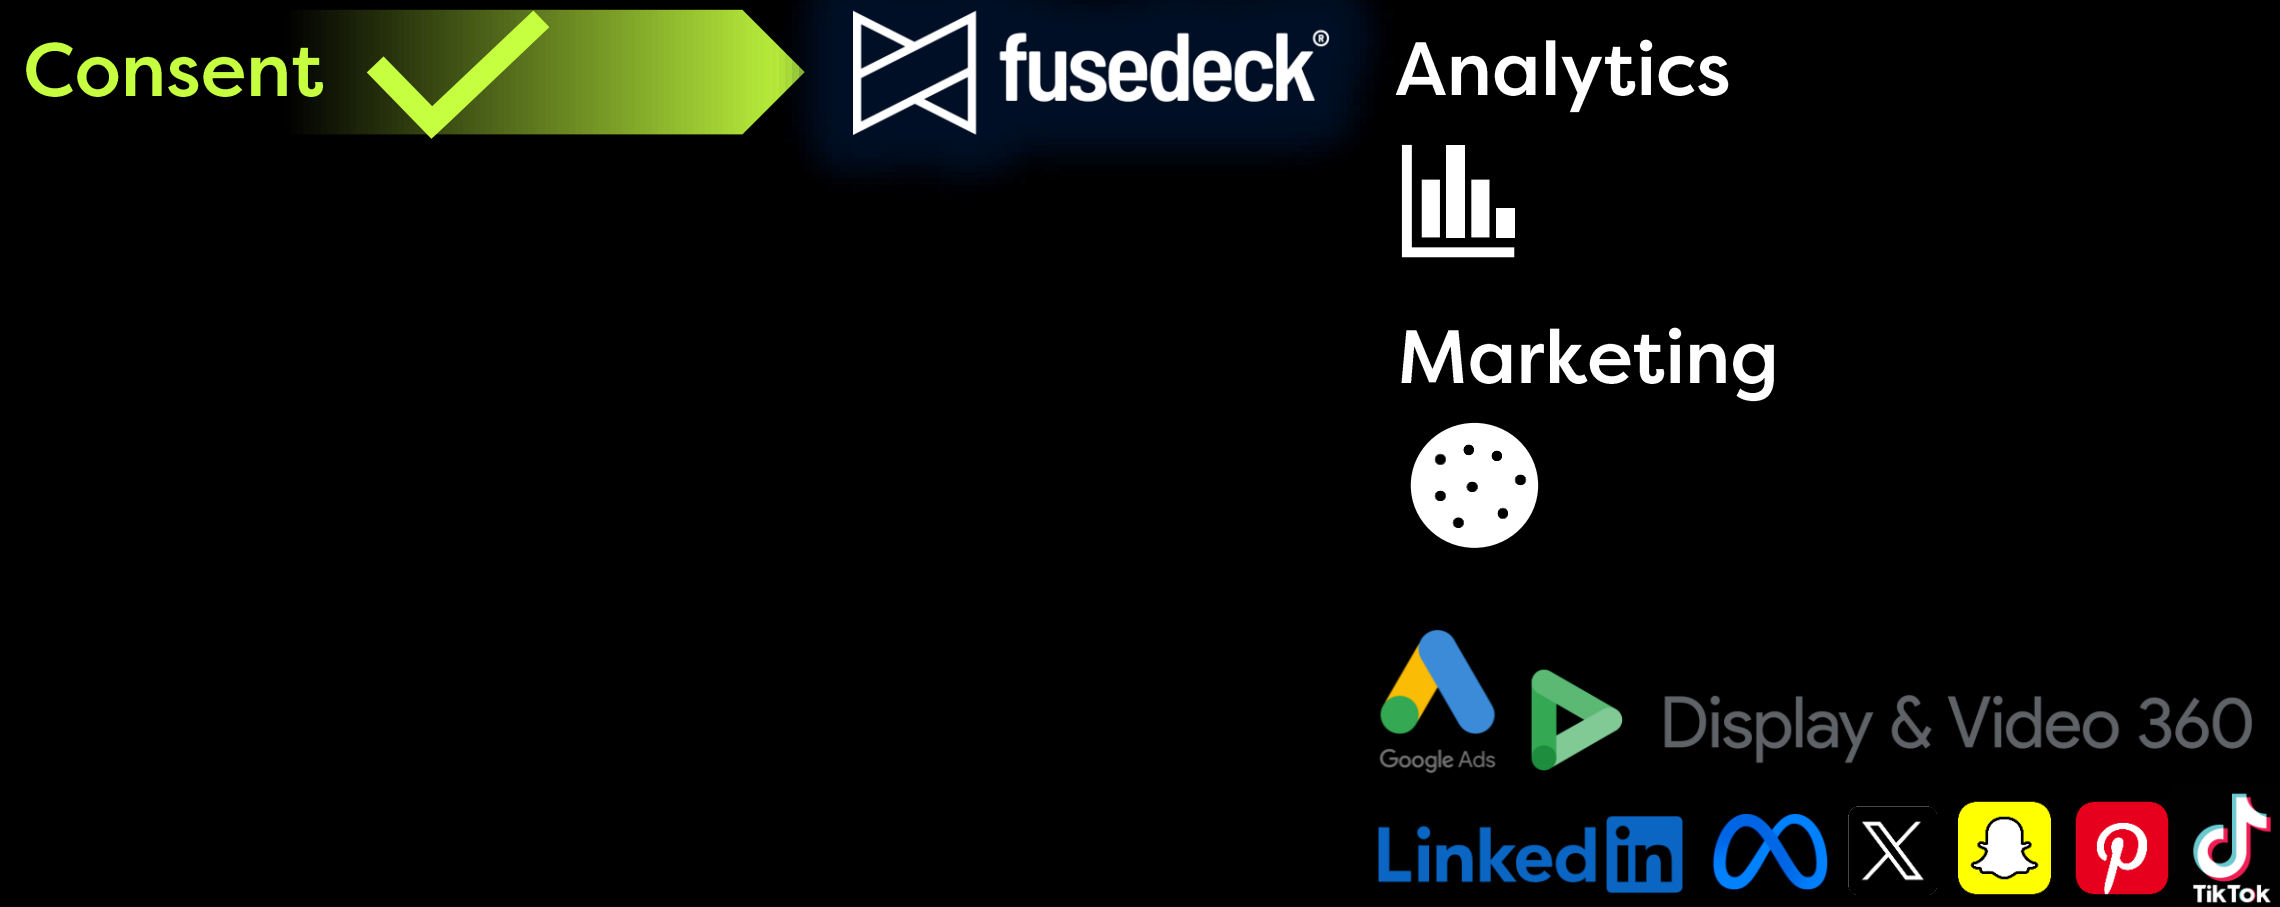 Consent
fusedeck®
Analytics
Marketing
Google Ads
Display & Video 360
Linkedin
TikTok